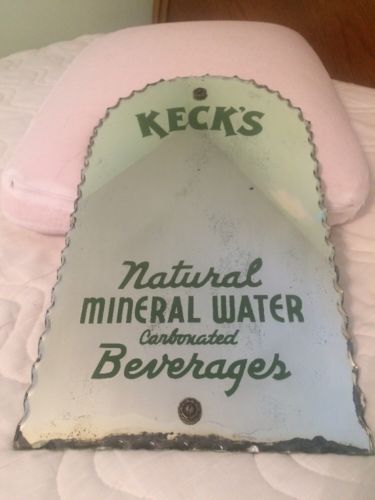 KECK'S
Natural
MINERAL WATER
Carbonated
Beverages